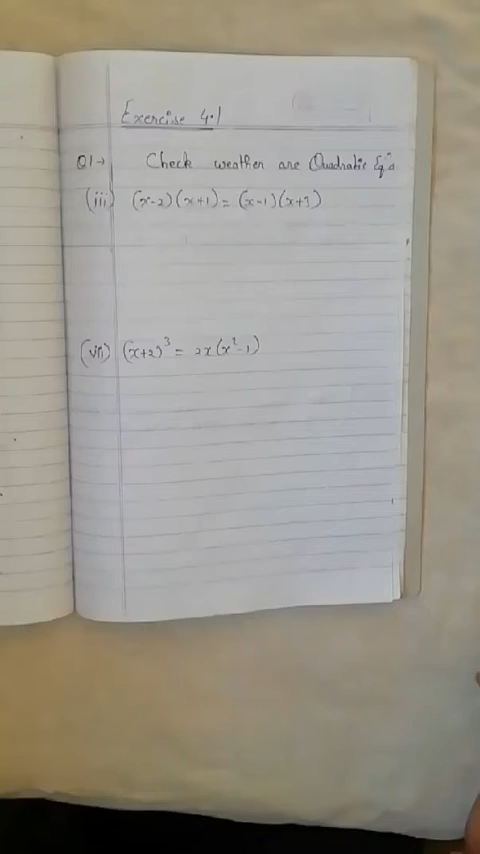 Exercise 4.1
Q1→ Check weather are Quadratic Eqⁿs
(iii) (x-2)(x+1) = (x-1)(x+3)
(vii) (x+2)³ = 2x(x²-1)